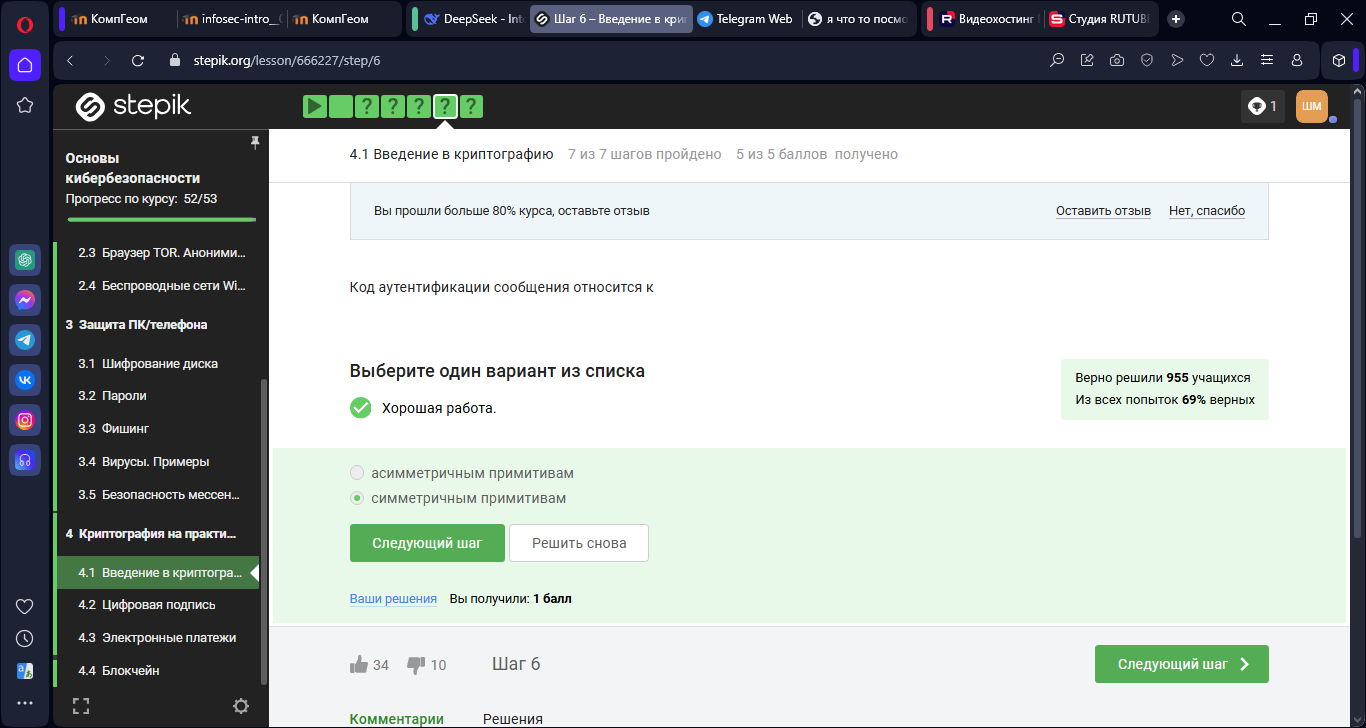 КомпГеом
infosec-intro_
КомпГеом
DeepSeek - Int
Шаг 6 – Введение в кри
Telegram Web
я что то посмо
Видеохостинг
Студия RUTUBE
stepik.org/lesson/666227/step/6
stepik
1
ШМ
Основы
кибербезопасности
Прогресс по курсу: 52/53
2.3 Браузер TOR. Анонимиз...
2.4 Беспроводные сети Wi...
3 Защита ПК/телефона
3.1 Шифрование диска
3.2 Пароли
3.3 Фишинг
3.4 Вирусы. Примеры
3.5 Безопасность мессен...
4 Криптография на практи...
4.1 Введение в криптогра...
4.2 Цифровая подпись
4.3 Электронные платежи
4.4 Блокчейн
4.1 Введение в криптографию 7 из 7 шагов пройдено 5 из 5 баллов получено
Вы прошли больше 80% курса, оставьте отзыв
Оставить отзыв Нет, спасибо
Код аутентификации сообщения относится к
Выберите один вариант из списка
Хорошая работа.
Верно решили 955 учащихся
Из всех попыток 69% верных
асимметричным примитивам
симметричным примитивам
Следующий шаг Решить снова
Ваши решения Вы получили: 1 балл
34 10 Шаг 6
Следующий шаг
Комментарии Решения